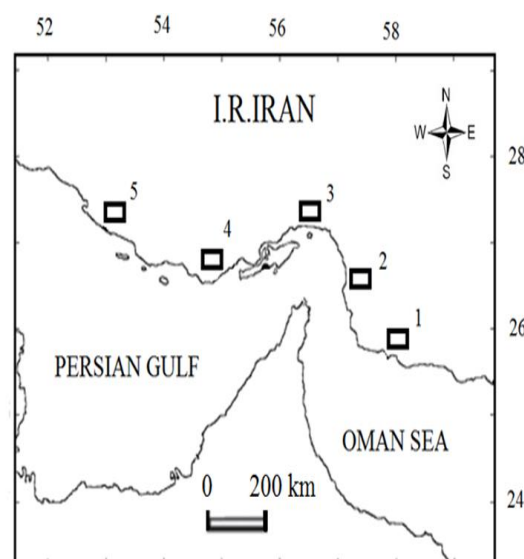 52 54 56 58
I.R.IRAN
N
W E
S
28
5
3
4
2
26
1
PERSIAN GULF
OMAN SEA
0 200 km
24